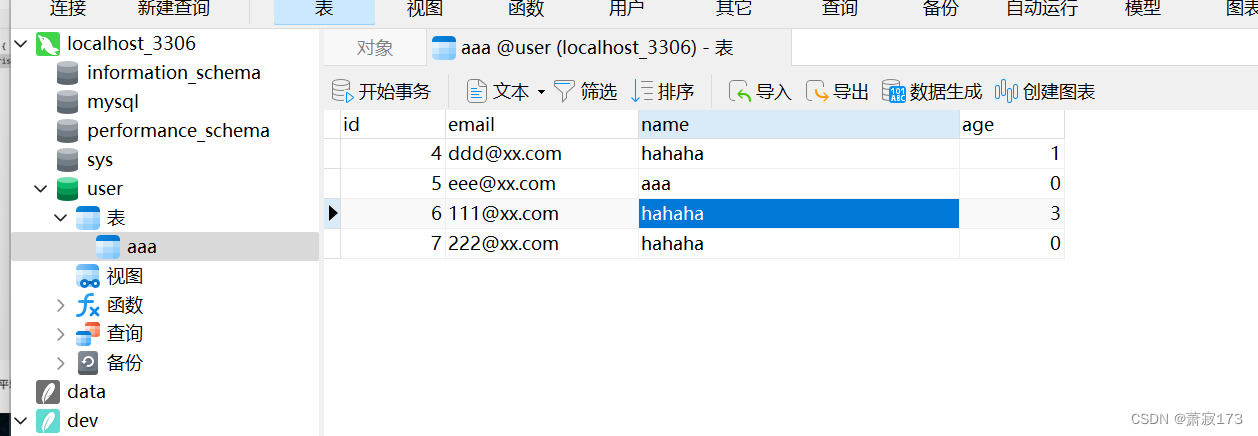 连接 新建查询 表 视图 函数 用户 其它 查询 备份 自动运行 模型
localhost_3306
information_schema
mysql
performance_schema
sys
user
表
aaa
视图
函数
查询
备份
data
dev
对象 aaa @user (localhost_3306) - 表
开始事务 文本 筛选 排序 导入 导出 数据生成 创建图表
id email name age
4 ddd@xx.com hahaha 1
5 eee@xx.com aaa 0
6 111@xx.com hahaha 3
7 222@xx.com hahaha 0
CSDN @萧寂173